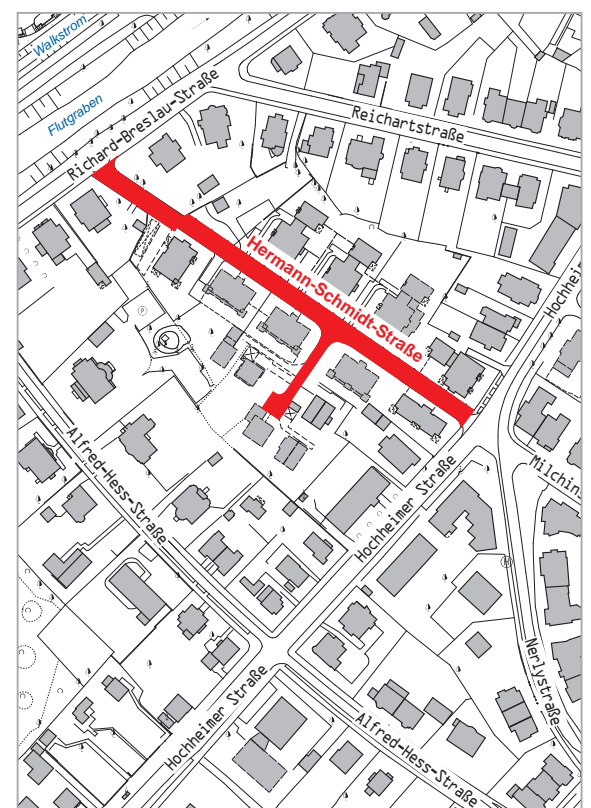 Walkstrom
Flutgraben
Richard-Breslau-Straße
Reichartstraße
Hochhei
Hermann-Schmidt-Straße
Alfred-Hess-Straße
Hochheimer Straße
Milchin
Nerlystraße
Hochheimer Straße
Alfred-Hess-Straße